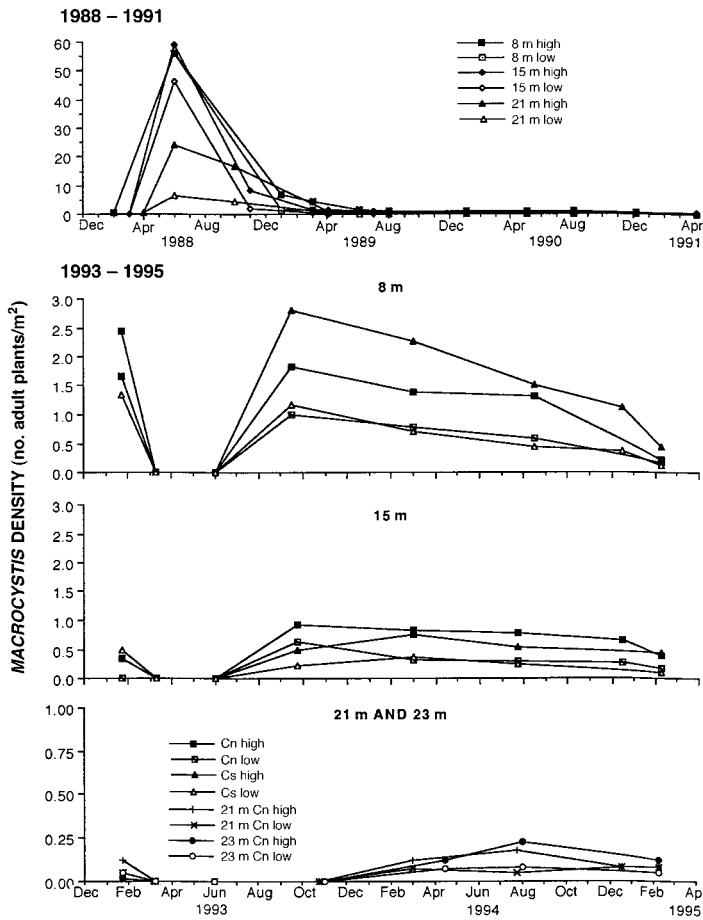 1988 – 1991
60
50
40
30
20
10
0
8 m high
8 m low
15 m high
15 m low
21 m high
21 m low
Dec Apr Aug Dec Apr Aug Dec Apr Aug Dec Apr
1988 1989 1990 1991
1993 – 1995
MACROCYSTIS DENSITY (no. adult plants/m²)
8 m
3.0
2.5
2.0
1.5
1.0
0.5
0.0
15 m
3.0
2.5
2.0
1.5
1.0
0.5
0.0
21 m AND 23 m
1.00
0.75
0.50
0.25
0.00
Cn high
Cn low
Cs high
Cs low
21 m Cn high
21 m Cn low
23 m Cn high
23 m Cn low
Dec Feb Apr Jun Aug Oct Dec Feb Apr Jun Aug Oct Dec Feb Ap
1993 1994 1995